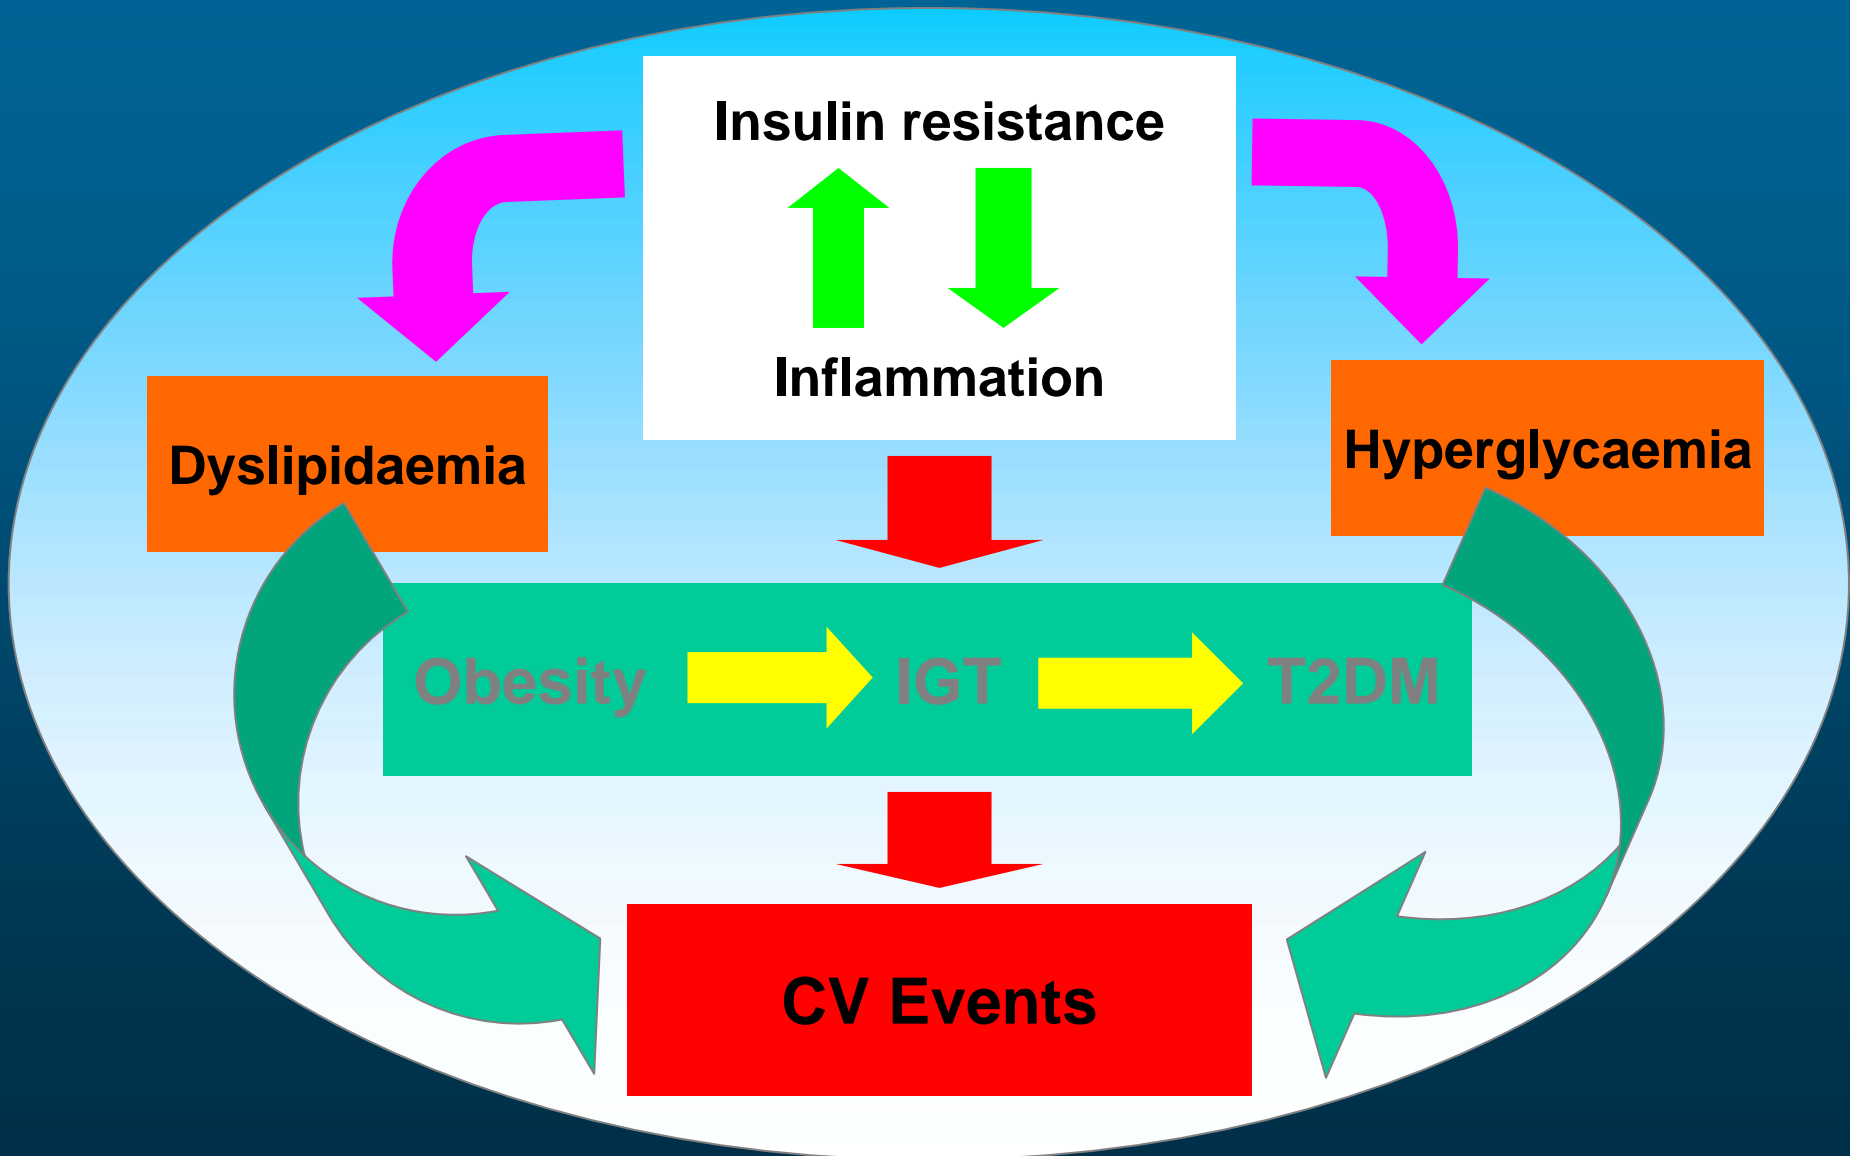 Insulin resistance
Inflammation
Dyslipidaemia
Hyperglycaemia
Obesity IGT T2DM
CV Events